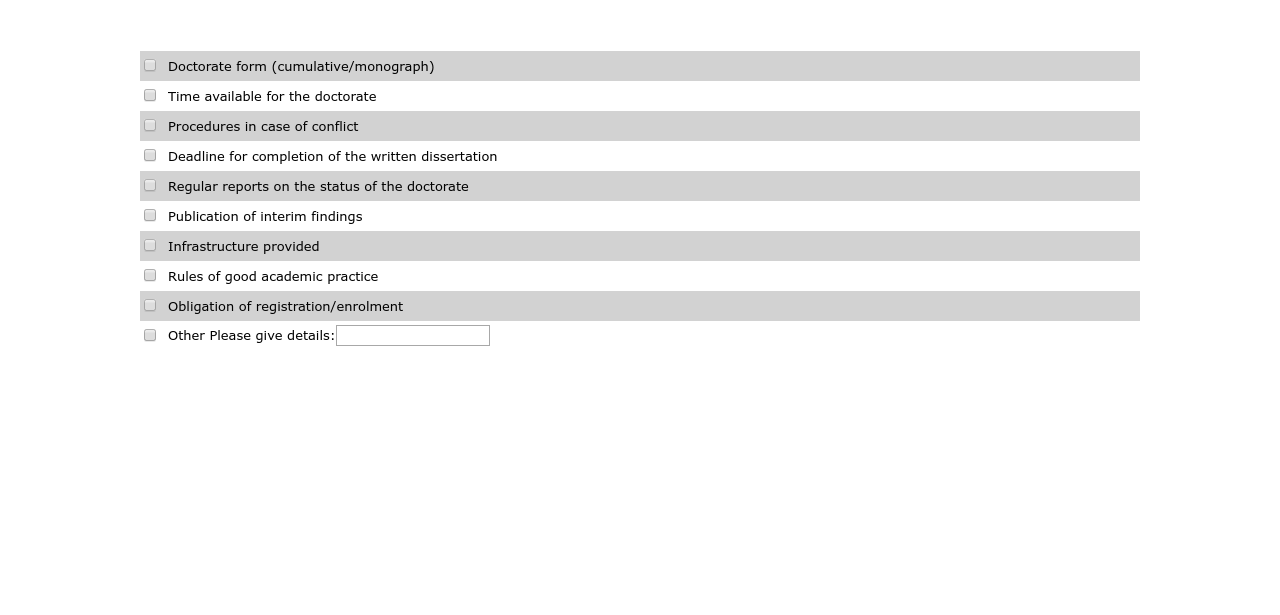 Doctorate form (cumulative/monograph)
Time available for the doctorate
Procedures in case of conflict
Deadline for completion of the written dissertation
Regular reports on the status of the doctorate
Publication of interim findings
Infrastructure provided
Rules of good academic practice
Obligation of registration/enrolment
Other Please give details: